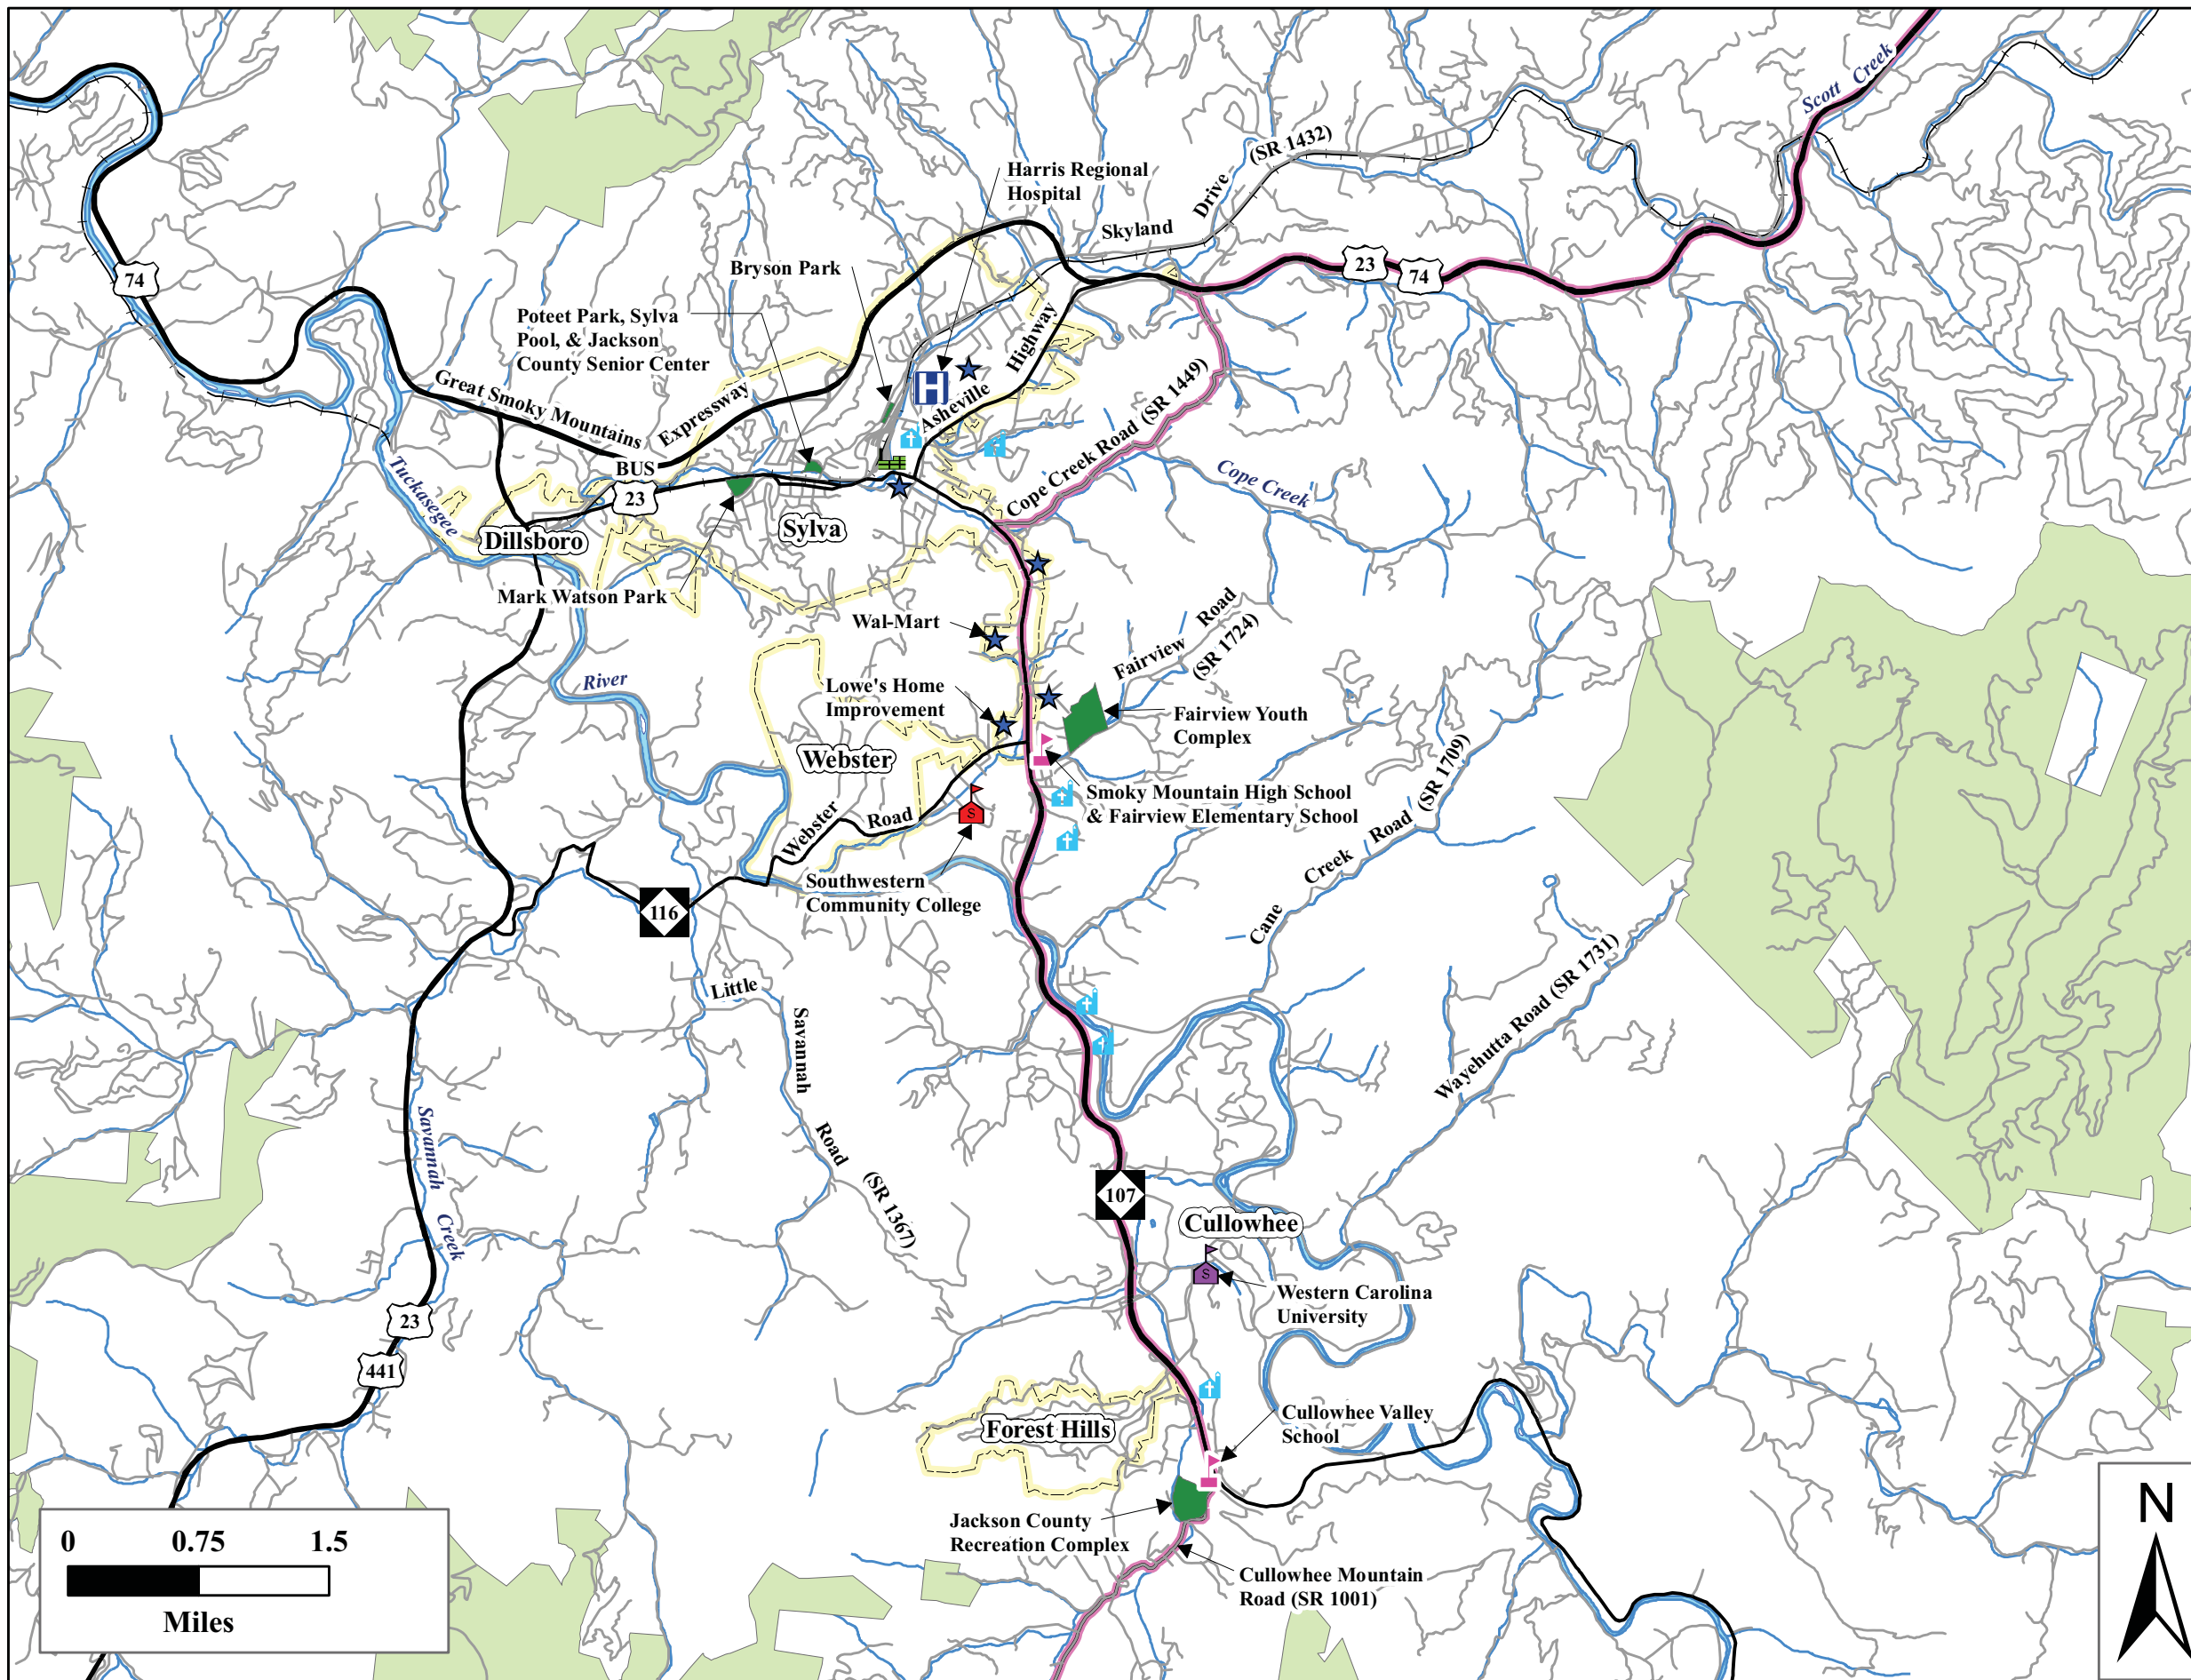 Scott Creek
(SR 1432)
Harris Regional
Hospital
Drive
Skyland
74
Bryson Park
23
74
Poteet Park, Sylva
Pool, & Jackson
County Senior Center
Highway
Great Smoky Mountains
Expressway
Asheville
Cope Creek Road (SR 1449)
BUS
23
Tuckasegee
Cope Creek
Dillsboro
Sylva
Mark Watson Park
Wal-Mart
Fairview Road
(SR 1724)
River
Lowe's Home
Improvement
Fairview Youth
Complex
Webster
Smoky Mountain High School
& Fairview Elementary School
Webster Road
S
Cane Creek Road (SR 1709)
Southwestern
Community College
116
Little
Savannah
Road
(SR 1367)
Wayehutta Road (SR 1731)
Savannah
Creek
107
Cullowhee
S
Western Carolina
University
23
441
Forest Hills
Cullowhee Valley
School
Jackson County
Recreation Complex
Cullowhee Mountain
Road (SR 1001)
0 0.75 1.5
Miles
N
H